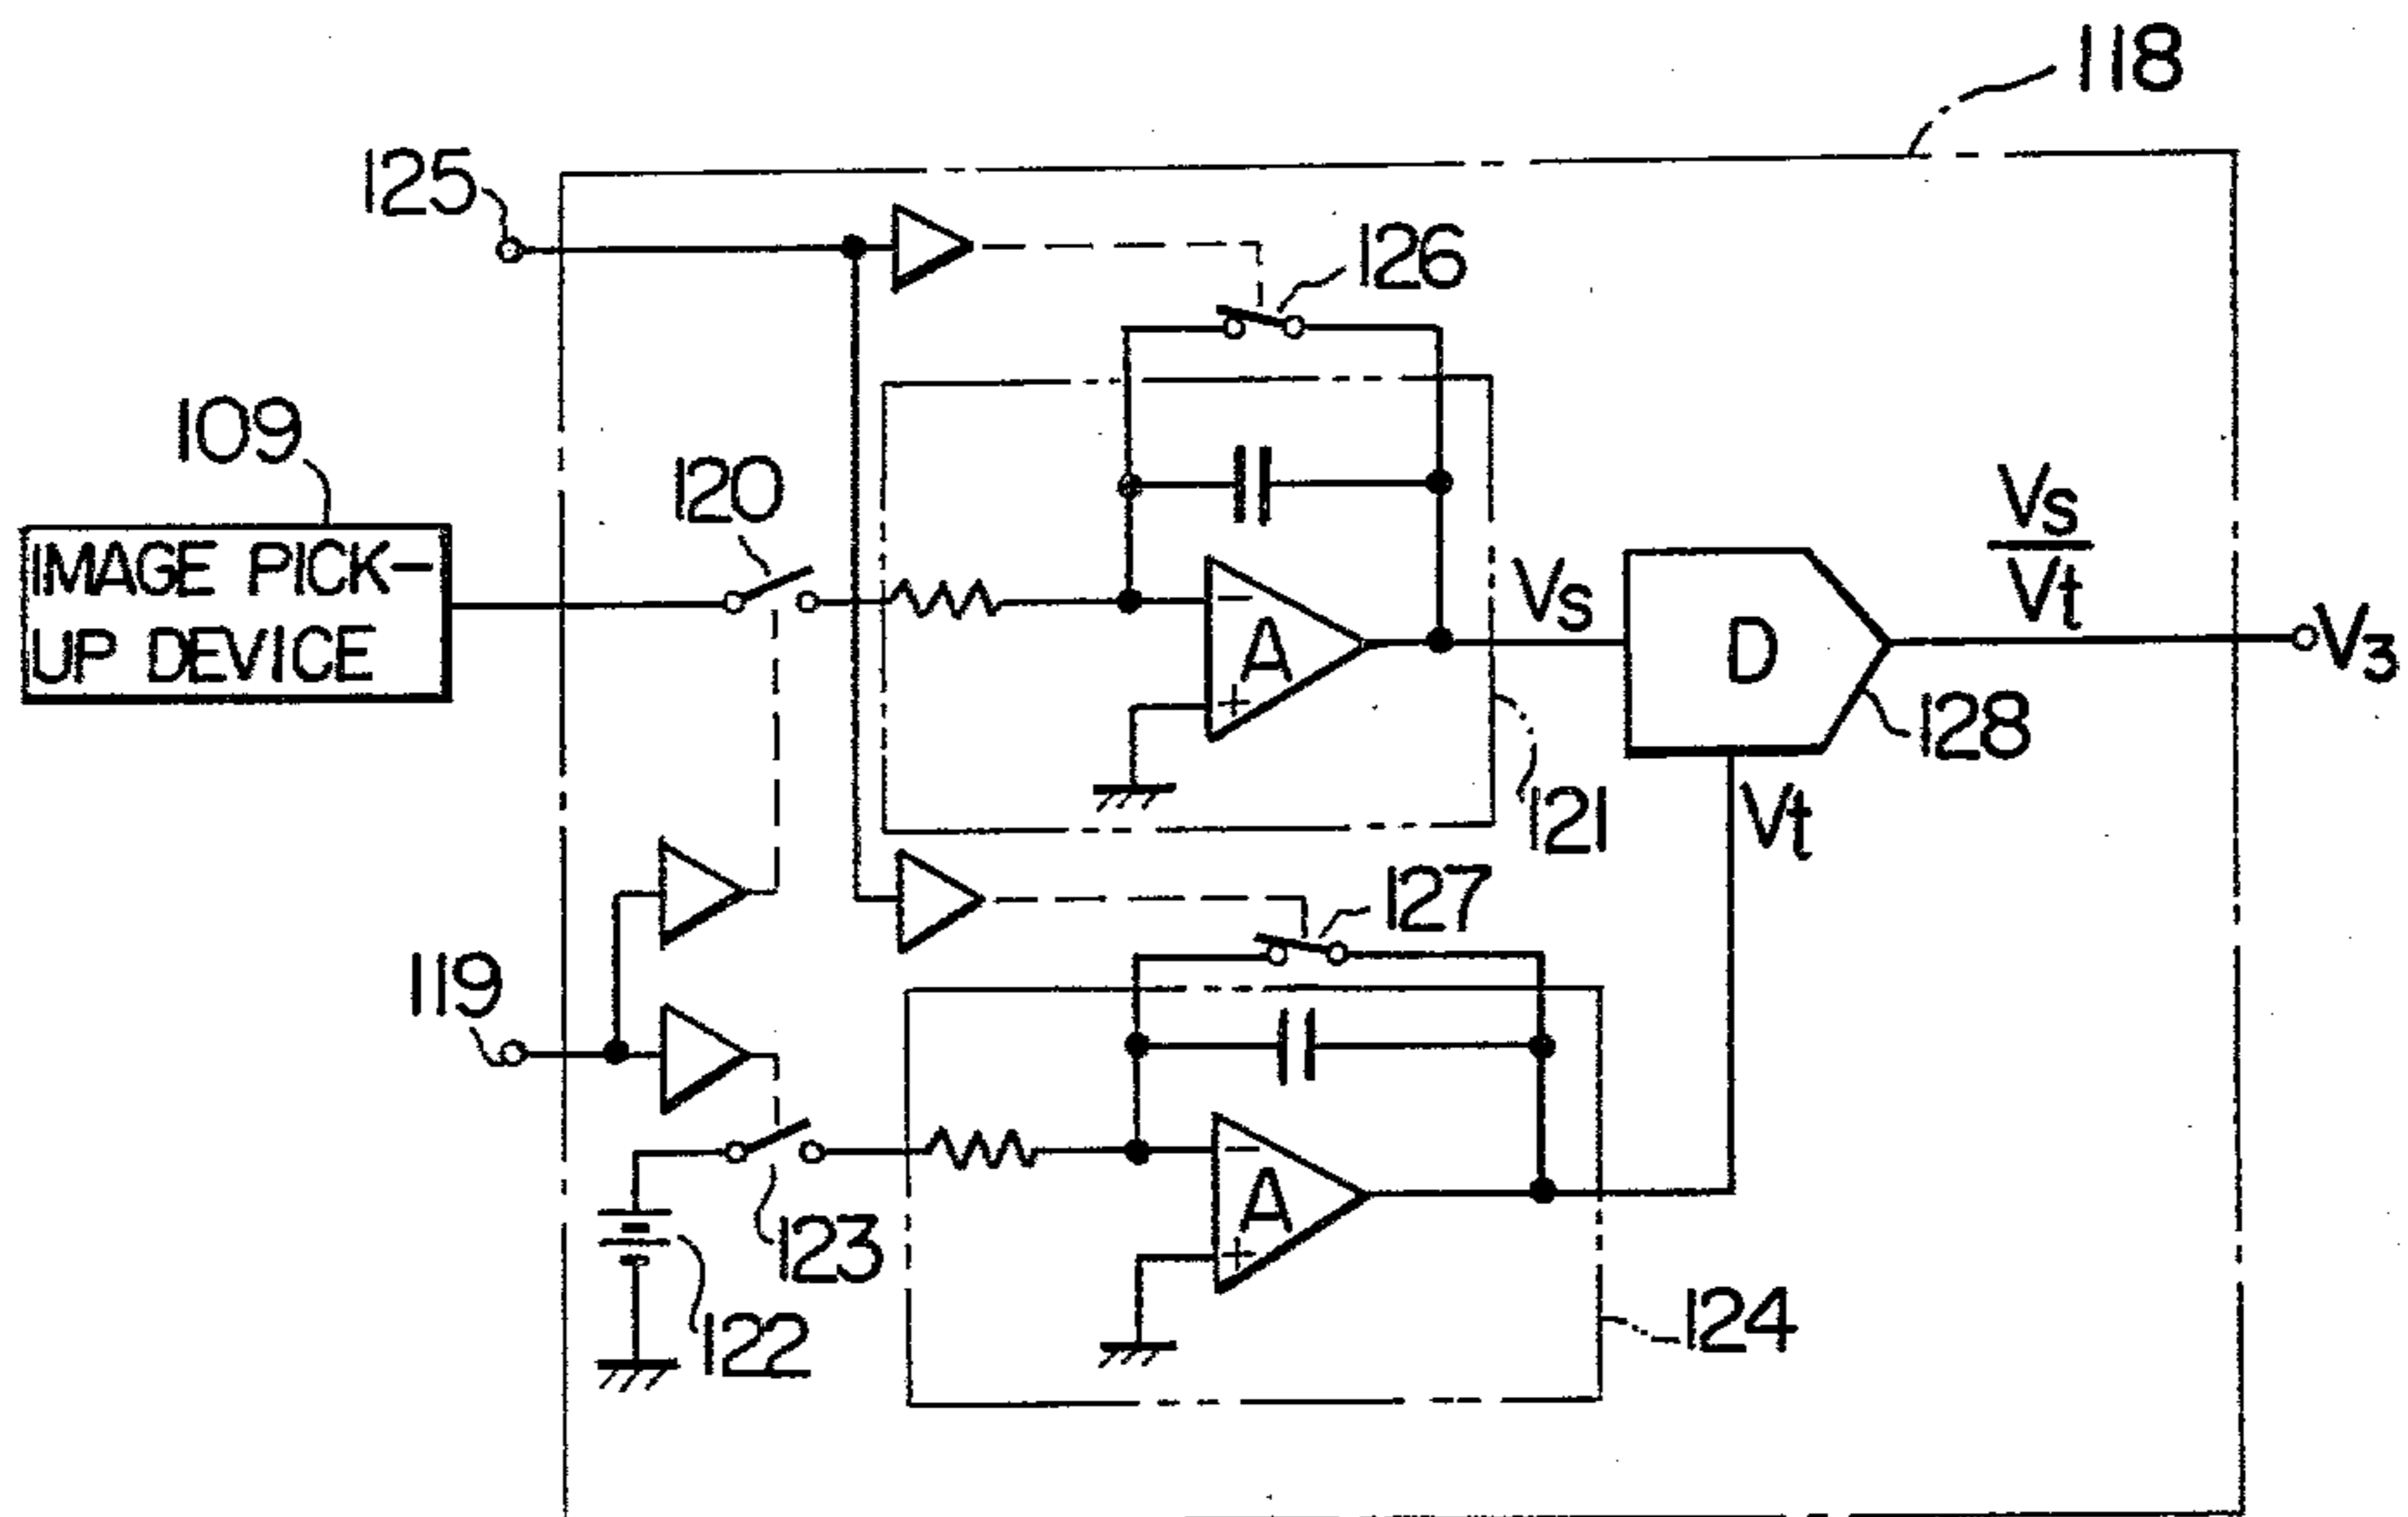 118
125
126
109
120
IMAGE PICK-
UP DEVICE
A
−
+
Vs
D
Vs
Vt
V3
128
121
Vt
127
119
A
−
+
123
122
124